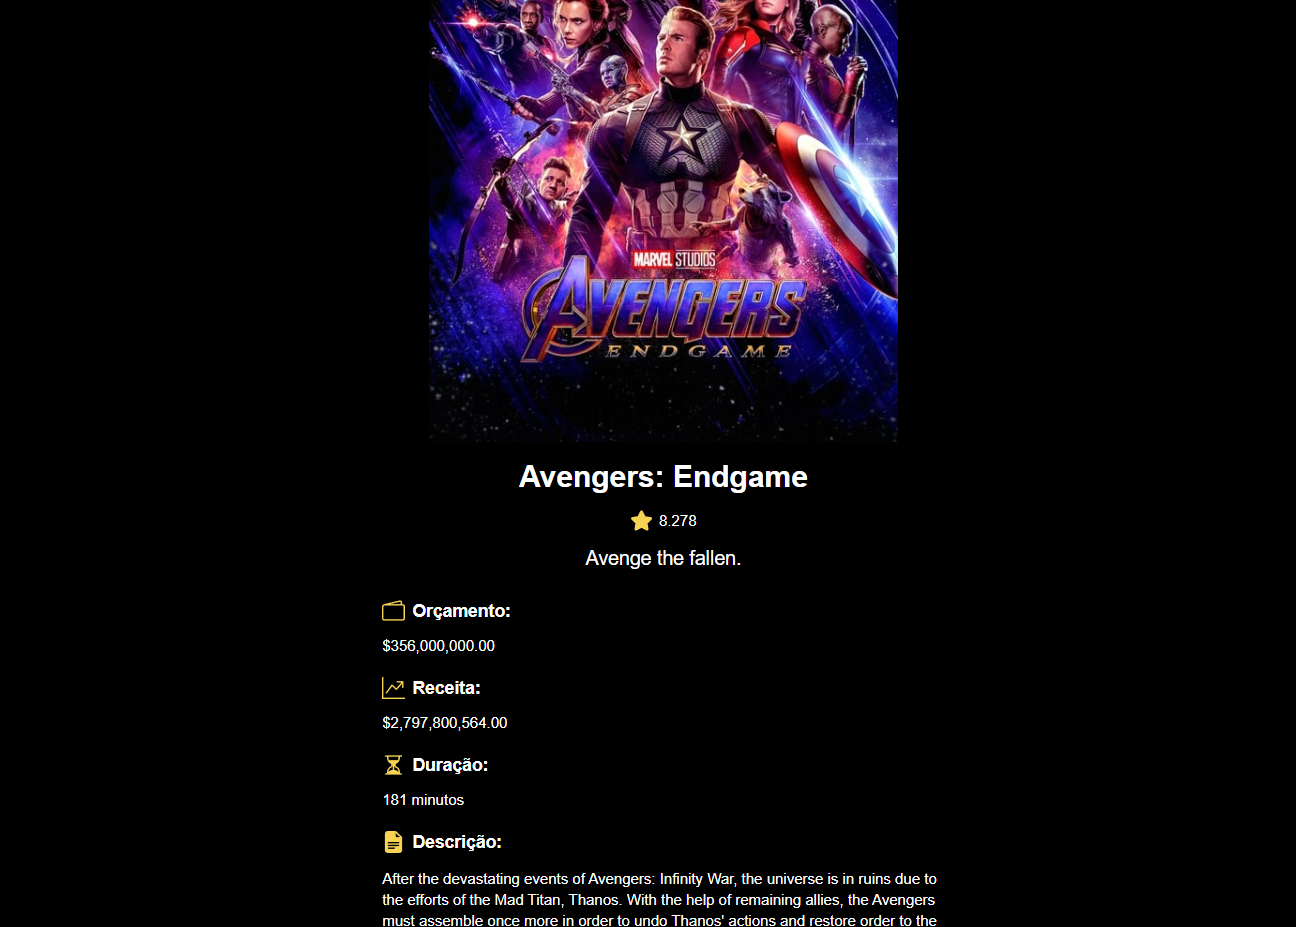 MARVEL STUDIOS
AVENGERS
ENDGAME
Avengers: Endgame
8.278
Avenge the fallen.
Orçamento:
$356,000,000.00
Receita:
$2,797,800,564.00
Duração:
181 minutos
Descrição:
After the devastating events of Avengers: Infinity War, the universe is in ruins due to
the efforts of the Mad Titan, Thanos. With the help of remaining allies, the Avengers
must assemble once more in order to undo Thanos' actions and restore order to the